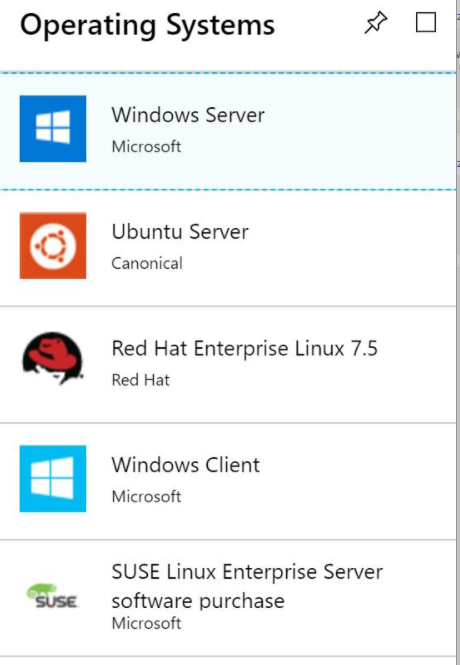 Operating Systems
Windows Server
Microsoft
Ubuntu Server
Canonical
Red Hat Enterprise Linux 7.5
Red Hat
Windows Client
Microsoft
SUSE
SUSE Linux Enterprise Server
software purchase
Microsoft